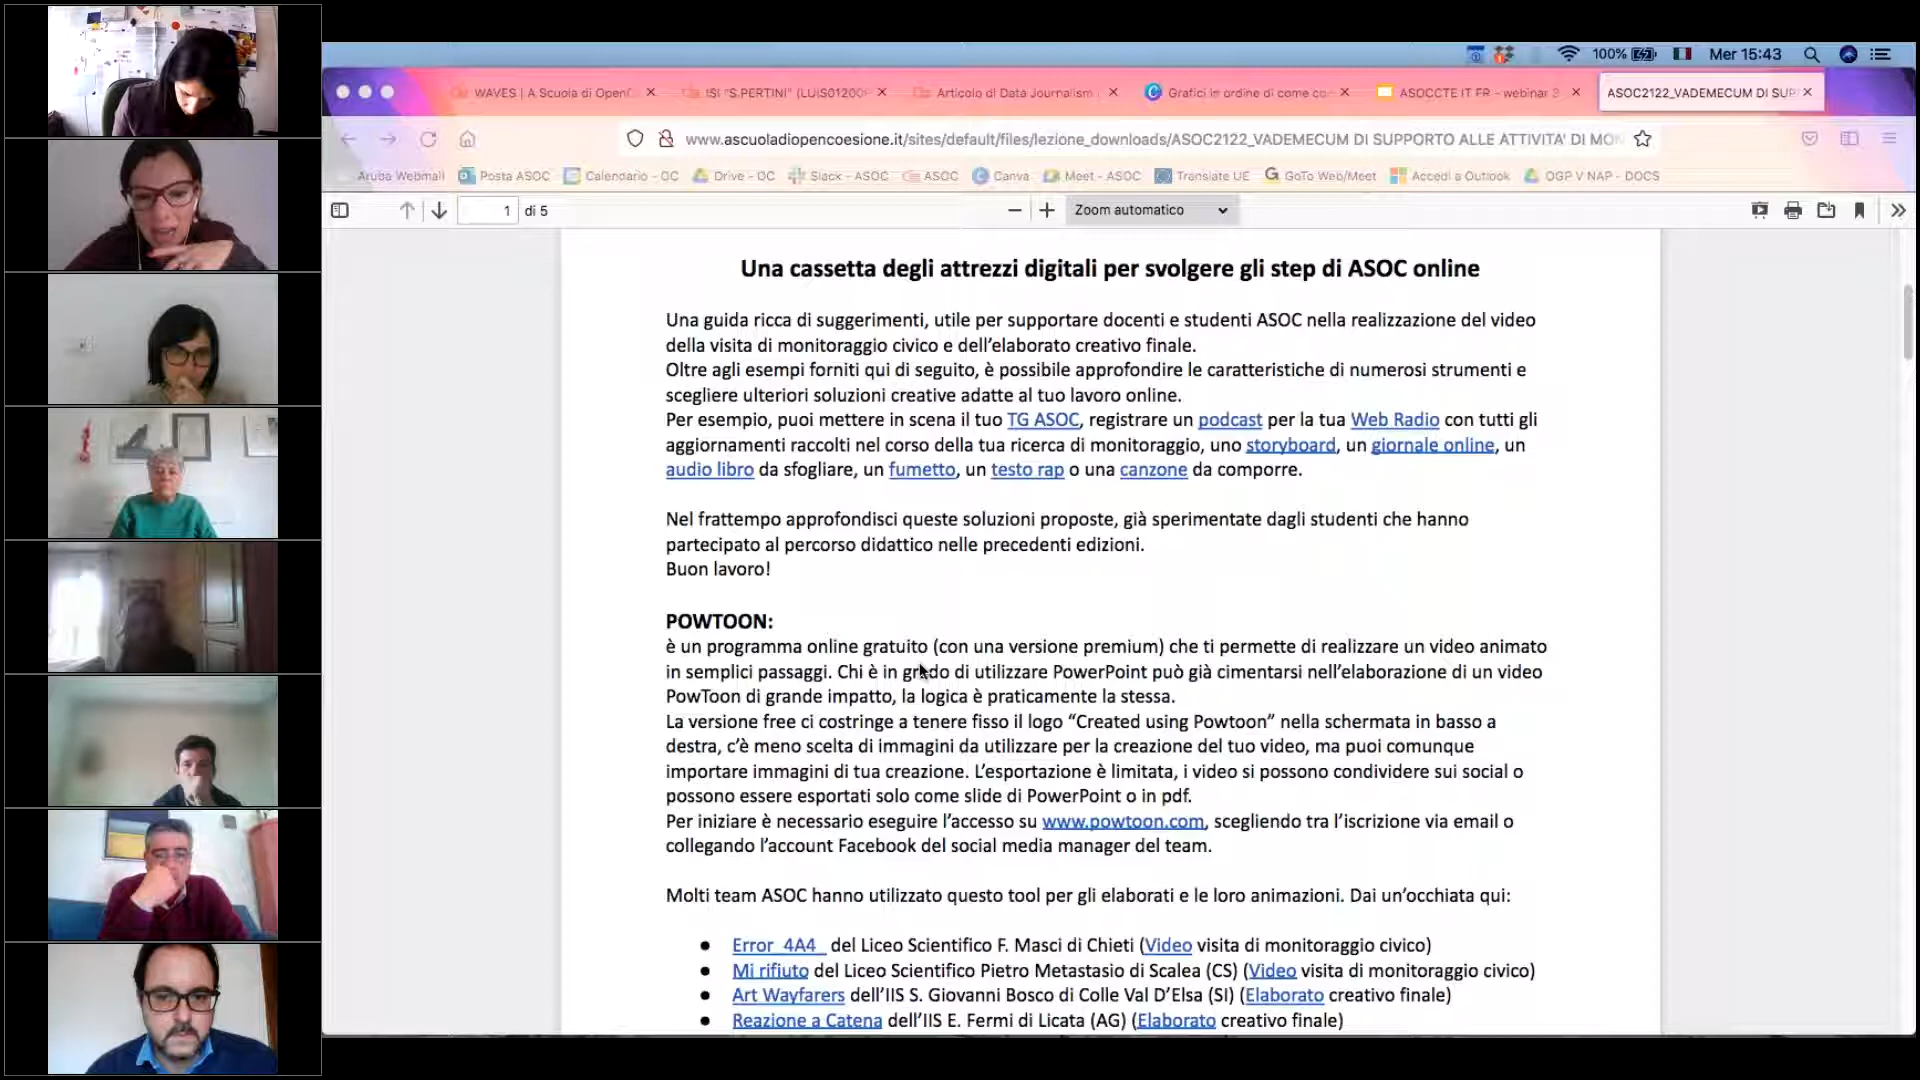 100% Mer 15:43
WAVES | A Scuola di OpenC
ISI "S.PERTINI" (LUIS01200
Articolo di Data Journalism
Grafici in ordine di come co
ASOCCTE IT FR - webinar 3
ASOC2122_VADEMECUM DI SUP
www.ascuoladiopencoesione.it/sites/default/files/lezione_downloads/ASOC2122_VADEMECUM DI SUPPORTO ALLE ATTIVITA' DI MON
Aruba Webmail Posta ASOC Calendario - OC Drive - OC Slack - ASOC ASOC Canva Meet - ASOC Translate UE GoTo Web/Meet Accedi a Outlook OGP V NAP - DOCS
1 di 5 Zoom automatico
Una cassetta degli attrezzi digitali per svolgere gli step di ASOC online
Una guida ricca di suggerimenti, utile per supportare docenti e studenti ASOC nella realizzazione del video
della visita di monitoraggio civico e dell'elaborato creativo finale.
Oltre agli esempi forniti qui di seguito, è possibile approfondire le caratteristiche di numerosi strumenti e
scegliere ulteriori soluzioni creative adatte al tuo lavoro online.
Per esempio, puoi mettere in scena il tuo TG ASOC, registrare un podcast per la tua Web Radio con tutti gli
aggiornamenti raccolti nel corso della tua ricerca di monitoraggio, uno storyboard, un giornale online, un
audio libro da sfogliare, un fumetto, un testo rap o una canzone da comporre.
Nel frattempo approfondisci queste soluzioni proposte, già sperimentate dagli studenti che hanno
partecipato al percorso didattico nelle precedenti edizioni.
Buon lavoro!
POWTOON:
è un programma online gratuito (con una versione premium) che ti permette di realizzare un video animato
in semplici passaggi. Chi è in grado di utilizzare PowerPoint può già cimentarsi nell'elaborazione di un video
PowToon di grande impatto, la logica è praticamente la stessa.
La versione free ci costringe a tenere fisso il logo "Created using Powtoon" nella schermata in basso a
destra, c'è meno scelta di immagini da utilizzare per la creazione del tuo video, ma puoi comunque
importare immagini di tua creazione. L'esportazione è limitata, i video si possono condividere sui social o
possono essere esportati solo come slide di PowerPoint o in pdf.
Per iniziare è necessario eseguire l'accesso su www.powtoon.com, scegliendo tra l'iscrizione via email o
collegando l'account Facebook del social media manager del team.
Molti team ASOC hanno utilizzato questo tool per gli elaborati e le loro animazioni. Dai un'occhiata qui:
● Error_4A4_ del Liceo Scientifico F. Masci di Chieti (Video visita di monitoraggio civico)
● Mi rifiuto del Liceo Scientifico Pietro Metastasio di Scalea (CS) (Video visita di monitoraggio civico)
● Art Wayfarers dell'IIS S. Giovanni Bosco di Colle Val D'Elsa (SI) (Elaborato creativo finale)
● Reazione a Catena dell'IIS E. Fermi di Licata (AG) (Elaborato creativo finale)